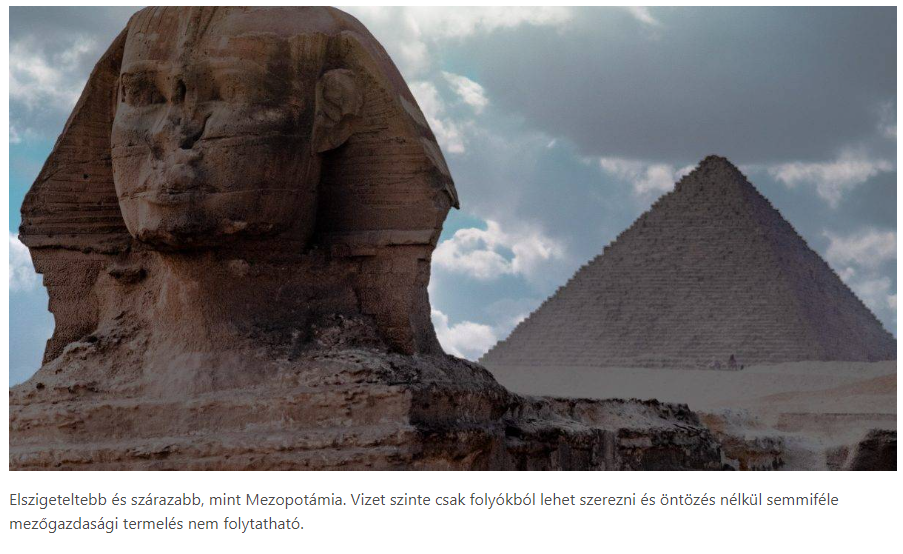 Elszigeteltebb és szárazabb, mint Mezopotámia. Vizet szinte csak folyókból lehet szerezni és öntözés nélkül semmiféle
mezőgazdasági termelés nem folytatható.